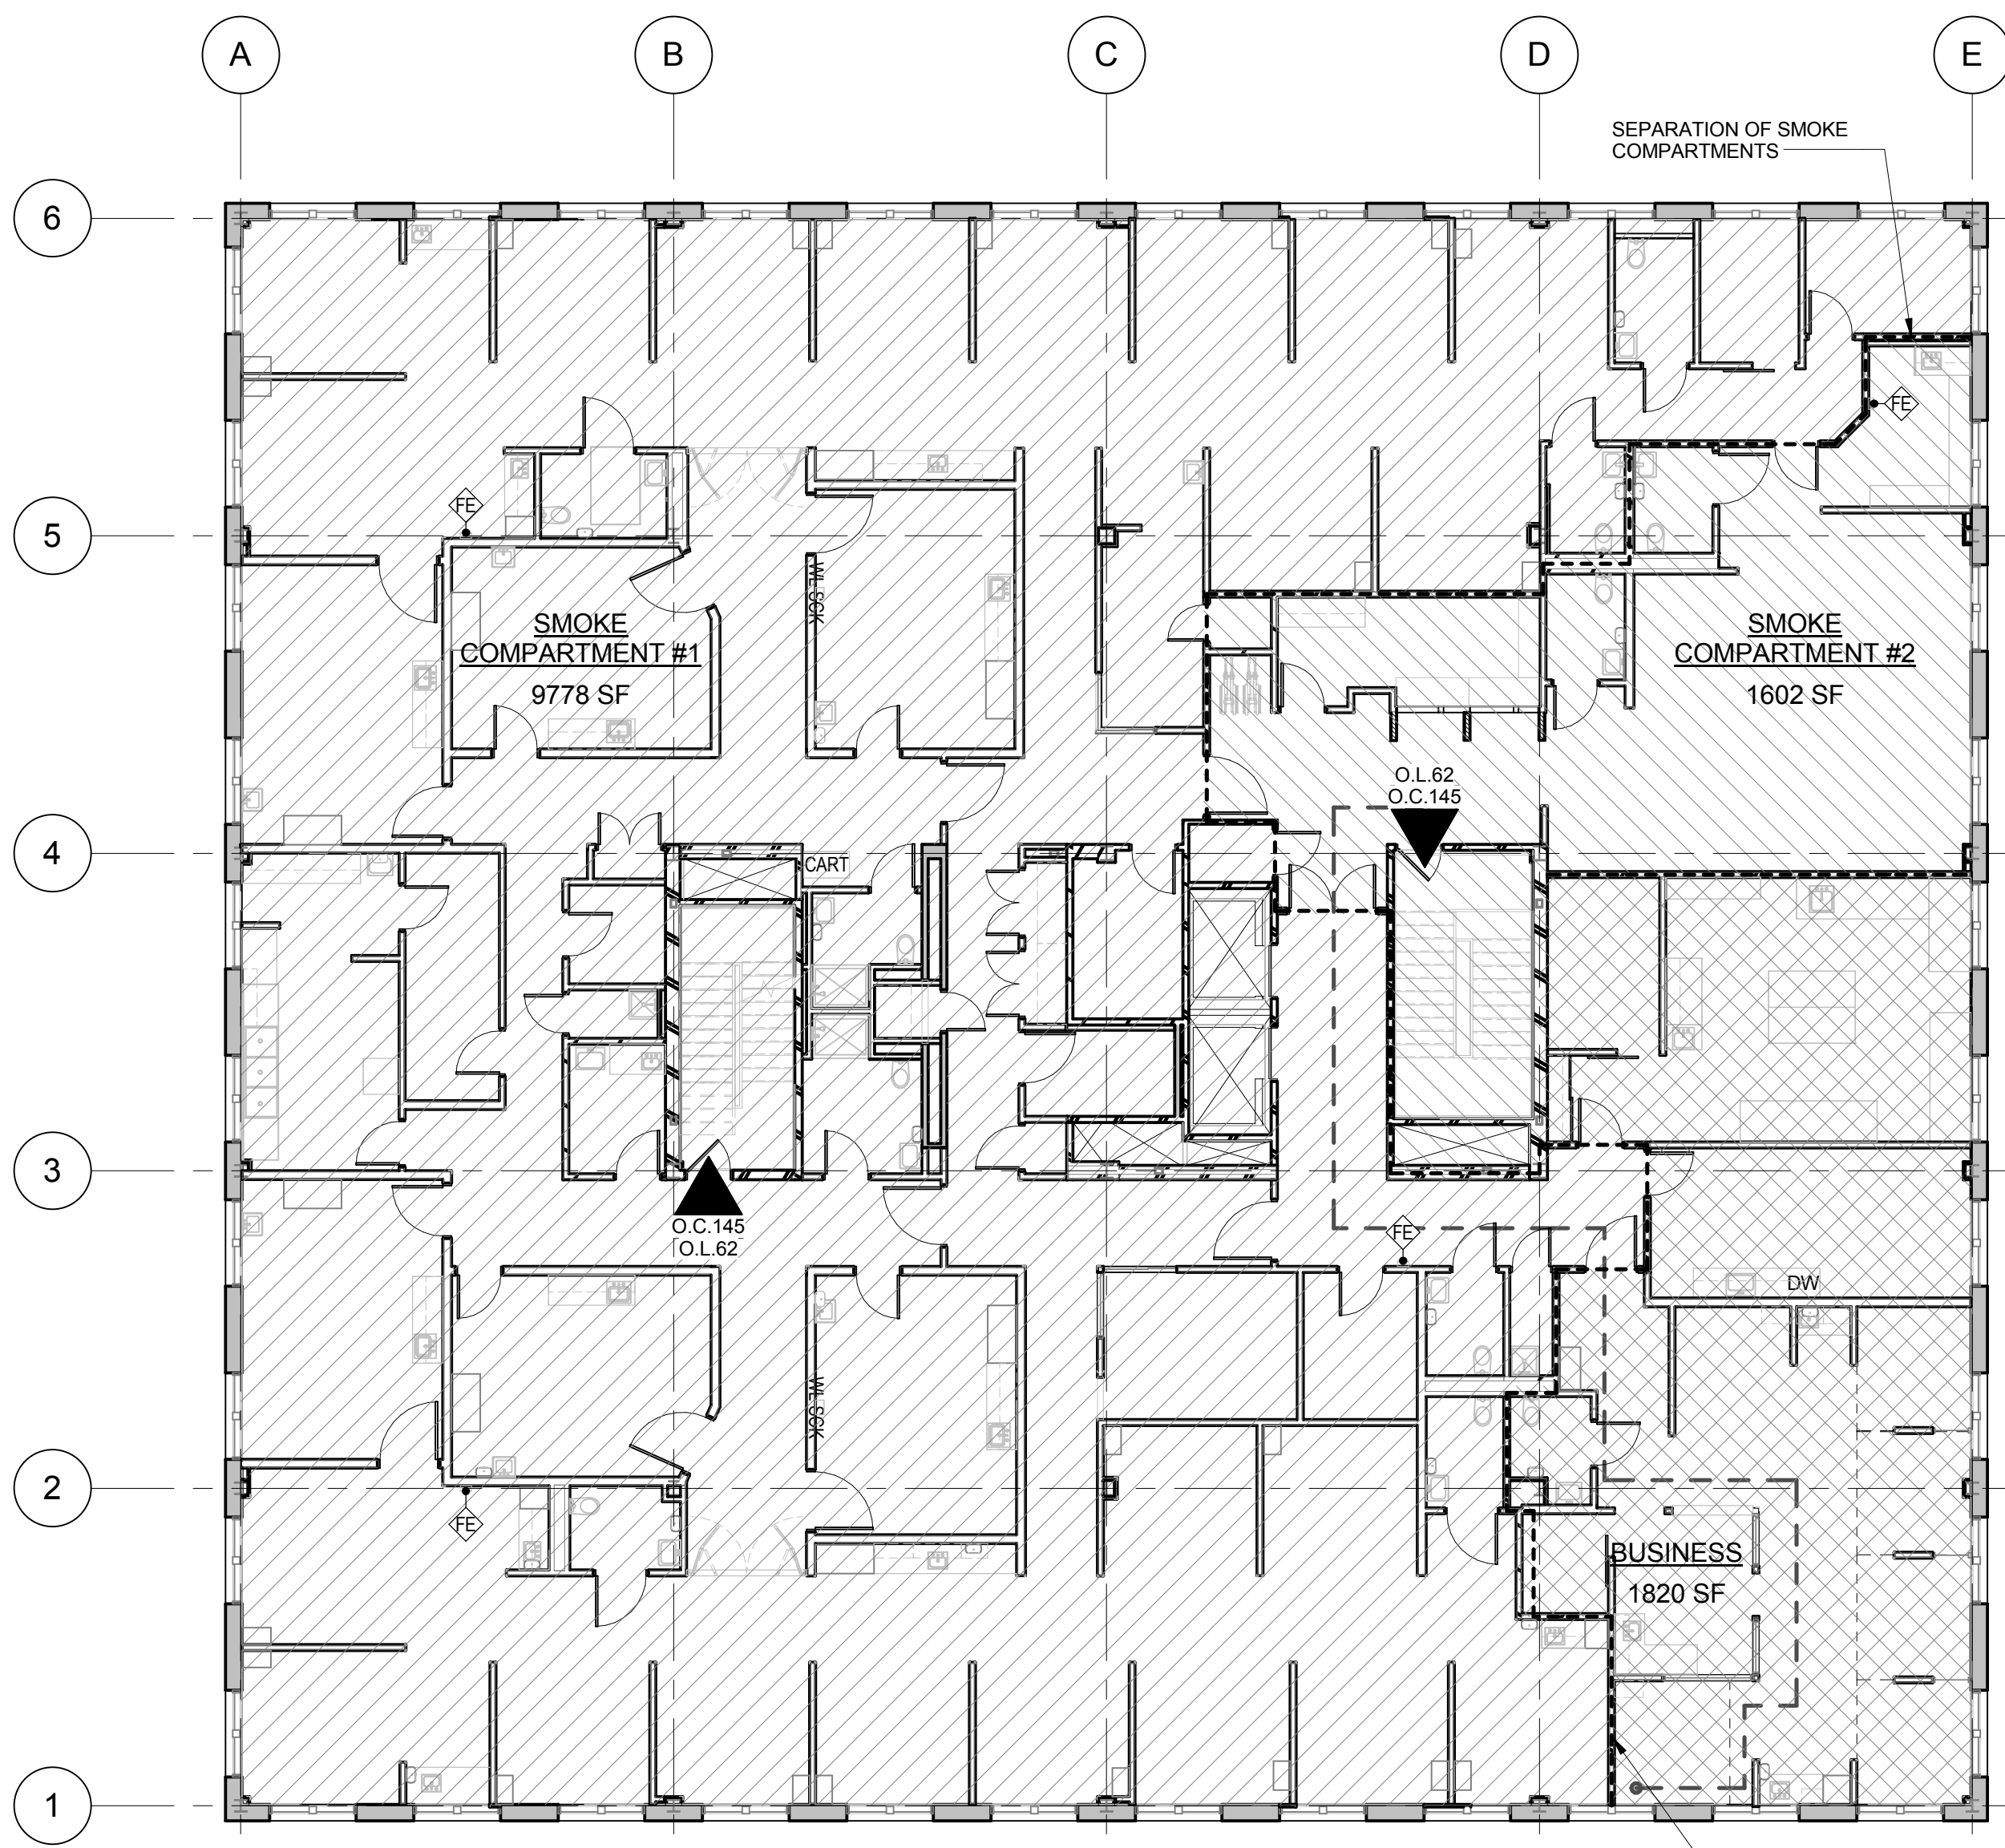 A
B
C
D
E
SEPARATION OF SMOKE
COMPARTMENTS
6
FE
FE
5
WL SCK
SMOKE
COMPARTMENT #1
9778 SF
SMOKE
COMPARTMENT #2
1602 SF
O.L.62
O.C.145
4
CART
3
O.C.145
O.L.62
FE
DW
WL SCK
2
FE
BUSINESS
1820 SF
1